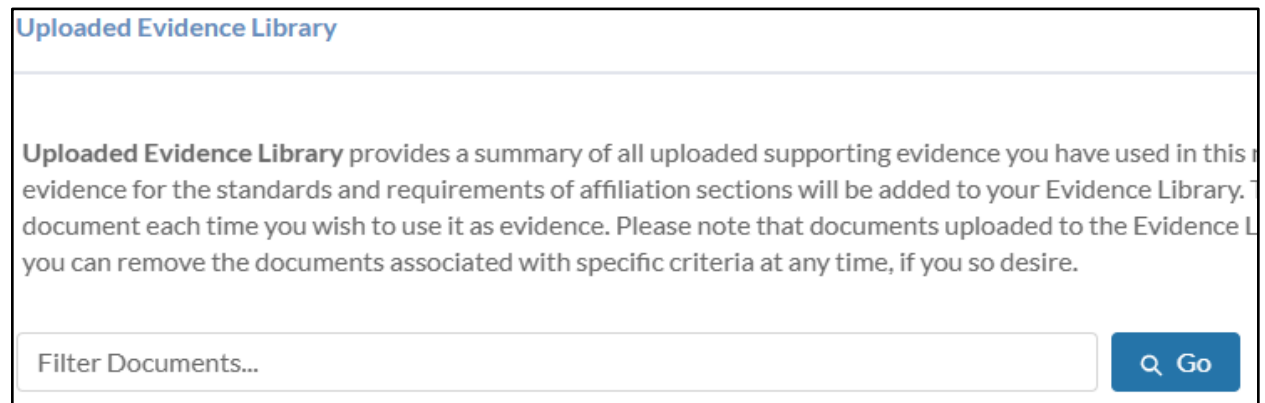 Uploaded Evidence Library
Uploaded Evidence Library provides a summary of all uploaded supporting evidence you have used in this
evidence for the standards and requirements of affiliation sections will be added to your Evidence Library.
document each time you wish to use it as evidence. Please note that documents uploaded to the Evidence
you can remove the documents associated with specific criteria at any time, if you so desire.
Filter Documents...
Go